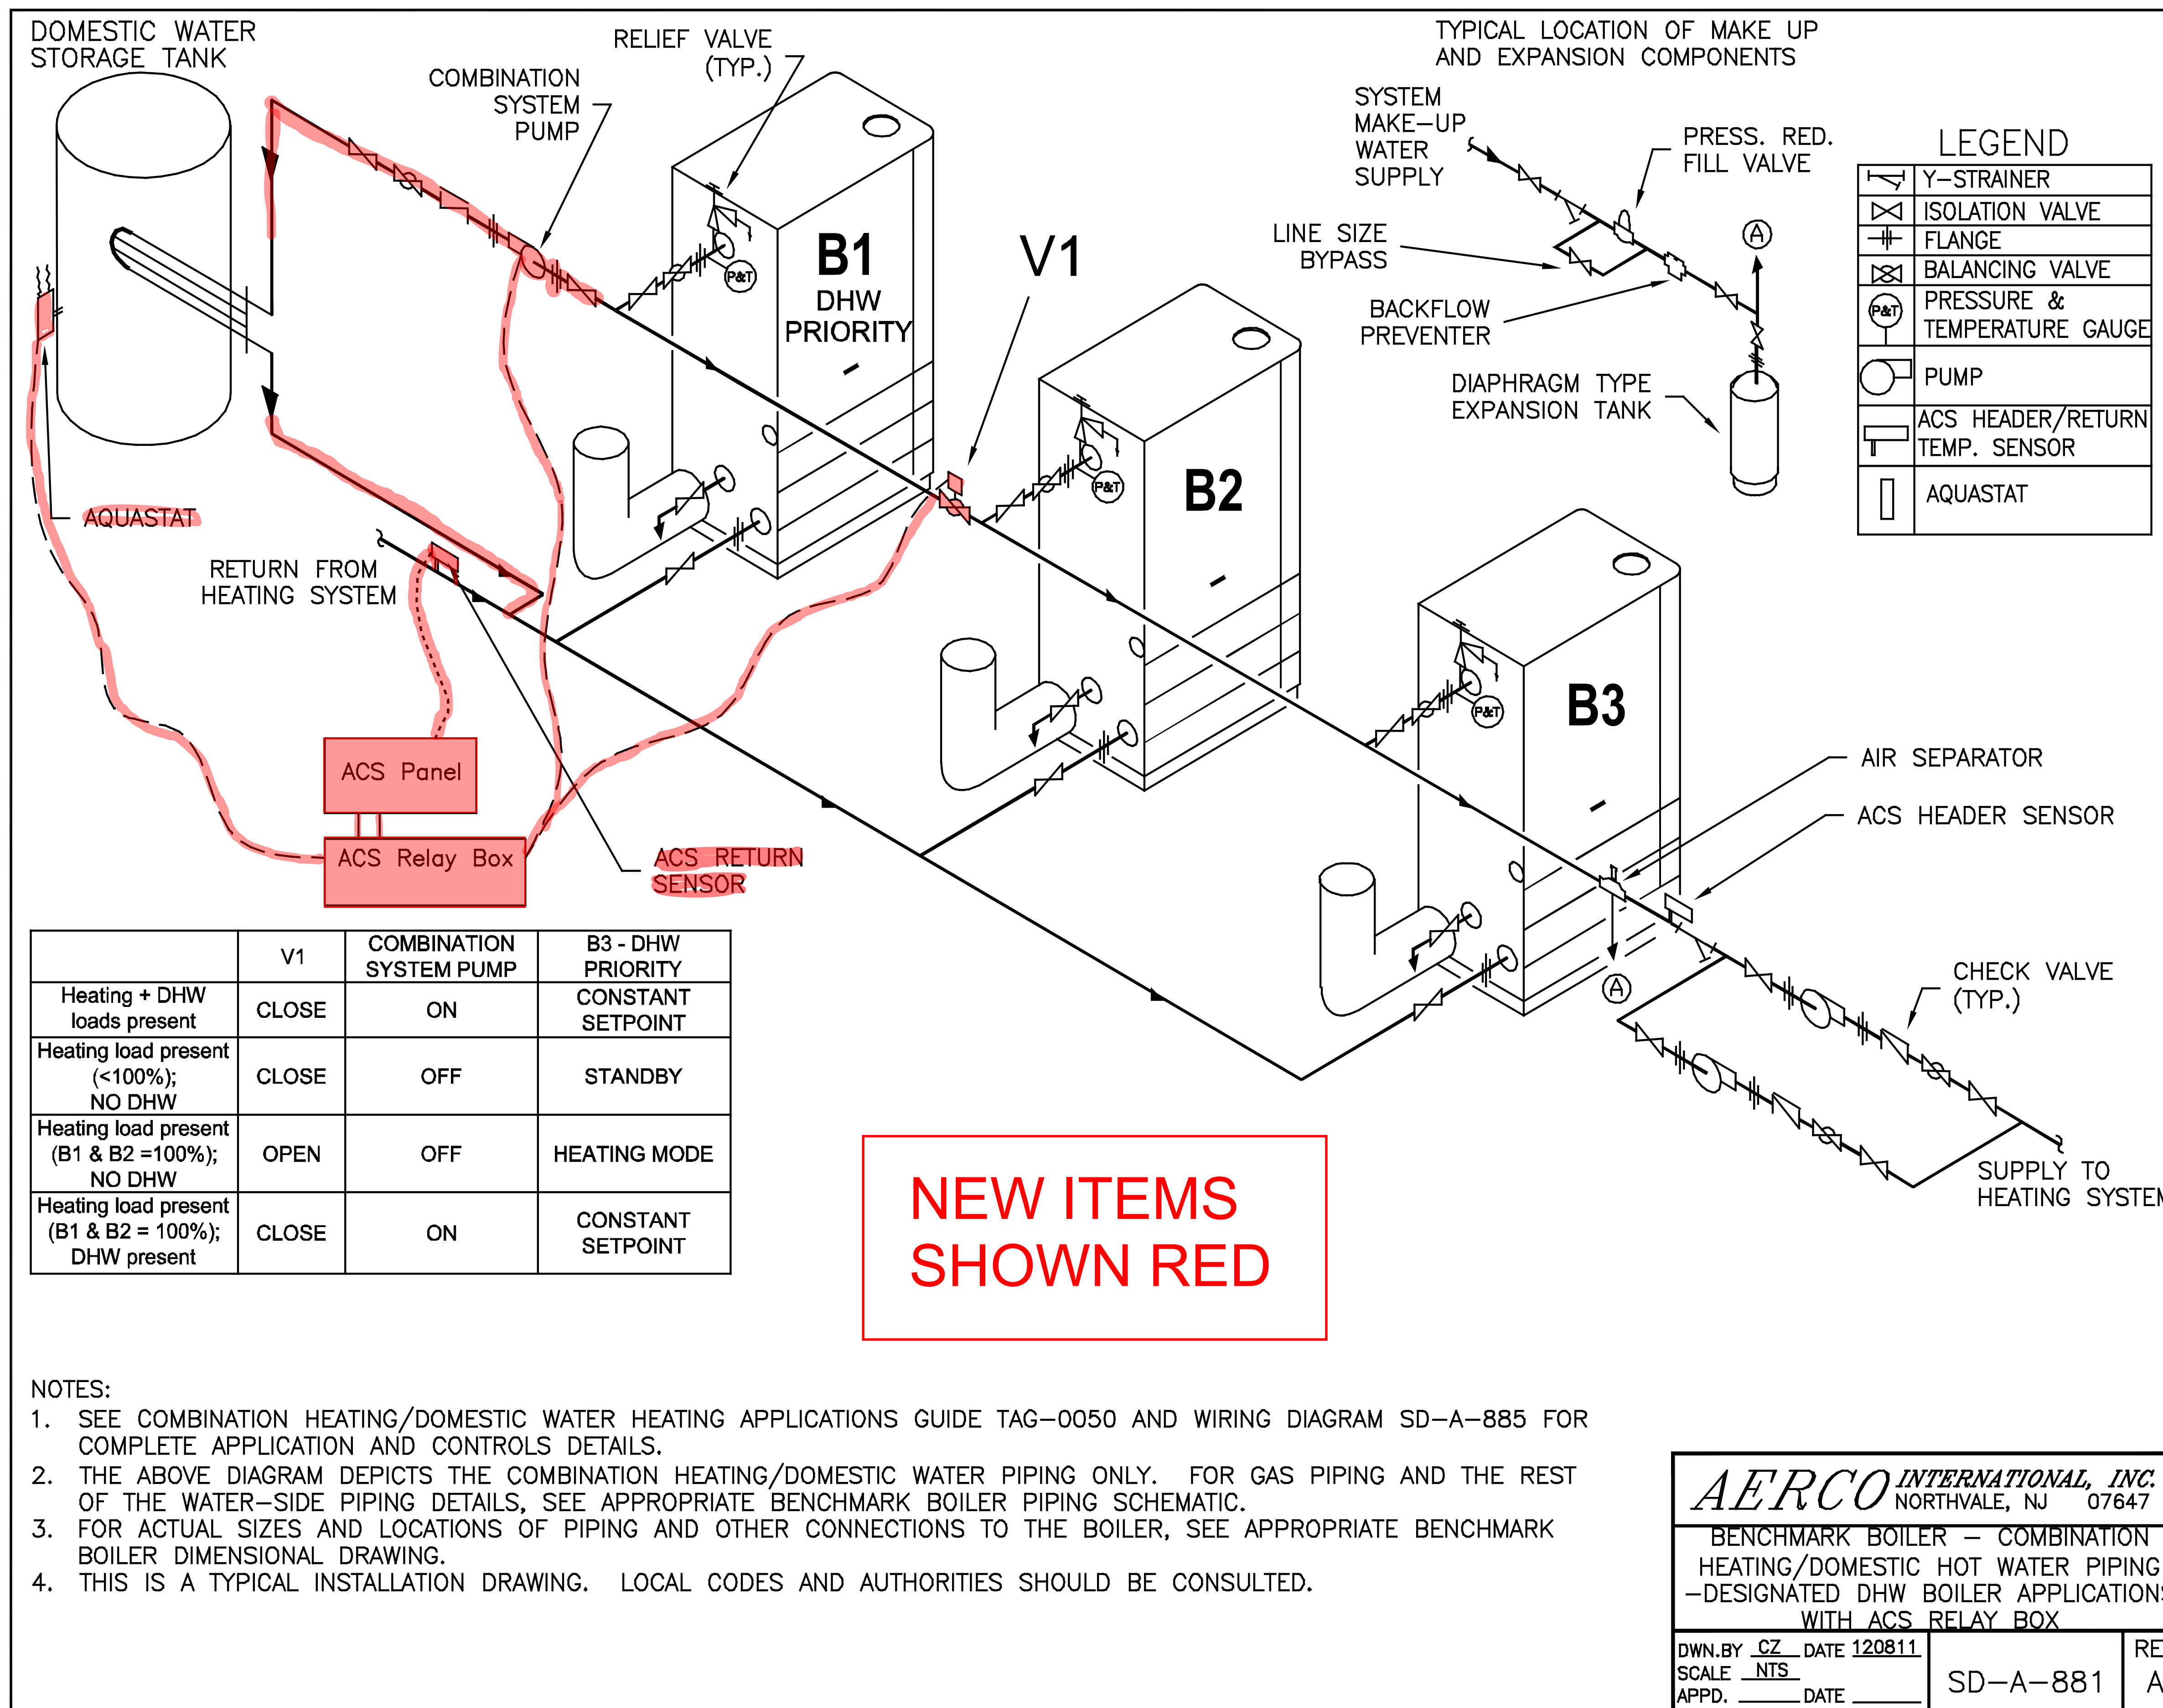 DOMESTIC WATER
STORAGE TANK
COMBINATION
SYSTEM
PUMP
RELIEF VALVE
(TYP.)
TYPICAL LOCATION OF MAKE UP
AND EXPANSION COMPONENTS
SYSTEM
MAKE-UP
WATER
SUPPLY
PRESS. RED.
FILL VALVE
LINE SIZE
BYPASS
BACKFLOW
PREVENTER
DIAPHRAGM TYPE
EXPANSION TANK
A
LEGEND
Y-STRAINER
ISOLATION VALVE
FLANGE
BALANCING VALVE
P&T PRESSURE &
TEMPERATURE GAUGE
PUMP
ACS HEADER/RETURN
TEMP. SENSOR
AQUASTAT
P&T
B1
DHW
PRIORITY
V1
P&T
B2
P&T
B3
AQUASTAT
RETURN FROM
HEATING SYSTEM
ACS Panel
ACS Relay Box
ACS RETURN
SENSOR
AIR SEPARATOR
ACS HEADER SENSOR
A
CHECK VALVE
(TYP.)
SUPPLY TO
HEATING SYSTEM
V1 COMBINATION SYSTEM PUMP B3 - DHW PRIORITY
Heating + DHW loads present CLOSE ON CONSTANT SETPOINT
Heating load present (<100%); NO DHW CLOSE OFF STANDBY
Heating load present (B1 & B2 =100%); NO DHW OPEN OFF HEATING MODE
Heating load present (B1 & B2 = 100%); DHW present CLOSE ON CONSTANT SETPOINT
NEW ITEMS
SHOWN RED
NOTES:
1. SEE COMBINATION HEATING/DOMESTIC WATER HEATING APPLICATIONS GUIDE TAG-0050 AND WIRING DIAGRAM SD-A-885 FOR
COMPLETE APPLICATION AND CONTROLS DETAILS.
2. THE ABOVE DIAGRAM DEPICTS THE COMBINATION HEATING/DOMESTIC WATER PIPING ONLY. FOR GAS PIPING AND THE REST
OF THE WATER-SIDE PIPING DETAILS, SEE APPROPRIATE BENCHMARK BOILER PIPING SCHEMATIC.
3. FOR ACTUAL SIZES AND LOCATIONS OF PIPING AND OTHER CONNECTIONS TO THE BOILER, SEE APPROPRIATE BENCHMARK
BOILER DIMENSIONAL DRAWING.
4. THIS IS A TYPICAL INSTALLATION DRAWING. LOCAL CODES AND AUTHORITIES SHOULD BE CONSULTED.
AERCO INTERNATIONAL, INC.
NORTHVALE, NJ 07647
BENCHMARK BOILER - COMBINATION
HEATING/DOMESTIC HOT WATER PIPING
-DESIGNATED DHW BOILER APPLICATIONS
WITH ACS RELAY BOX
DWN.BY CZ DATE 120811
SCALE NTS
APPD. DATE
SD-A-881
A